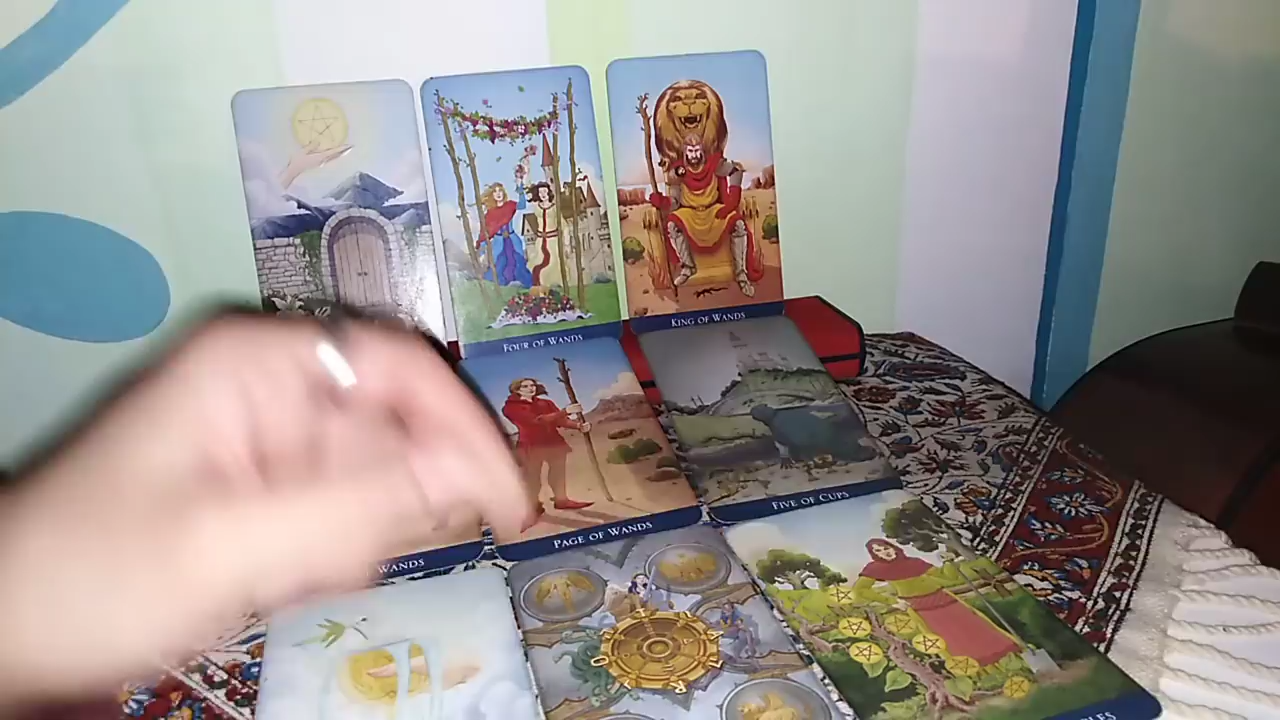 FOUR OF WANDS
KING OF WANDS
PAGE OF WANDS
FIVE OF CUPS
WANDS